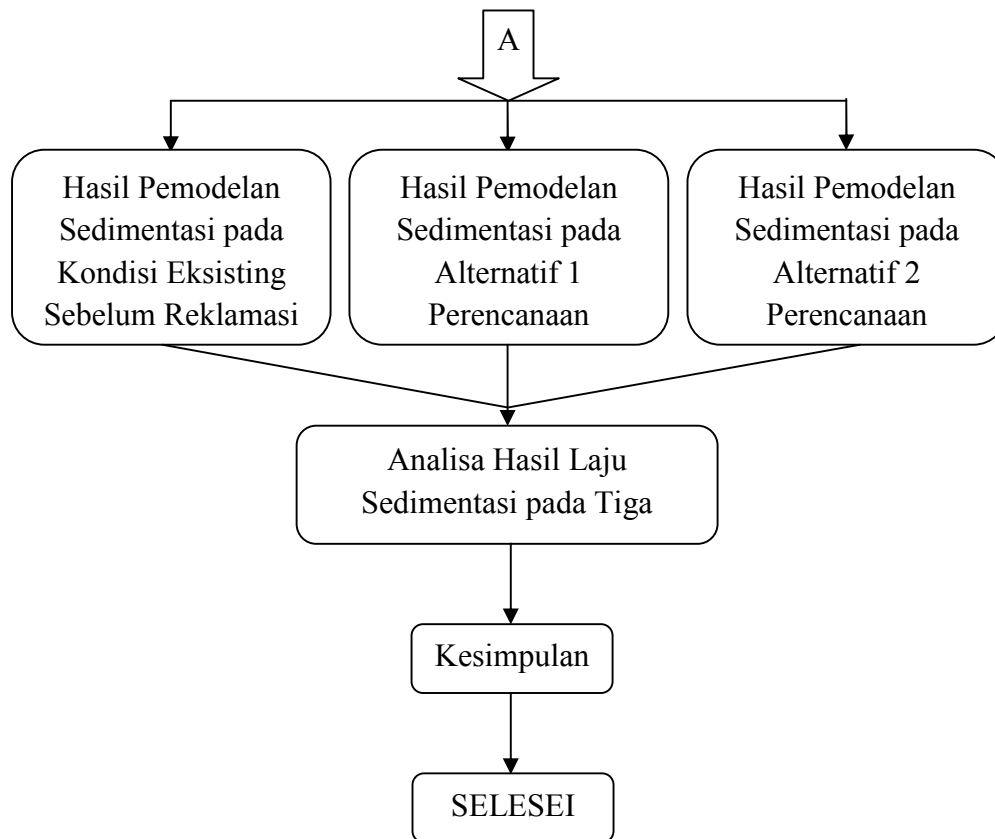 A
Hasil Pemodelan
Sedimentasi pada
Kondisi Eksisting
Sebelum Reklamasi
Hasil Pemodelan
Sedimentasi pada
Alternatif 1
Perencanaan
Hasil Pemodelan
Sedimentasi pada
Alternatif 2
Perencanaan
Analisa Hasil Laju
Sedimentasi pada Tiga
Kesimpulan
SELESEI